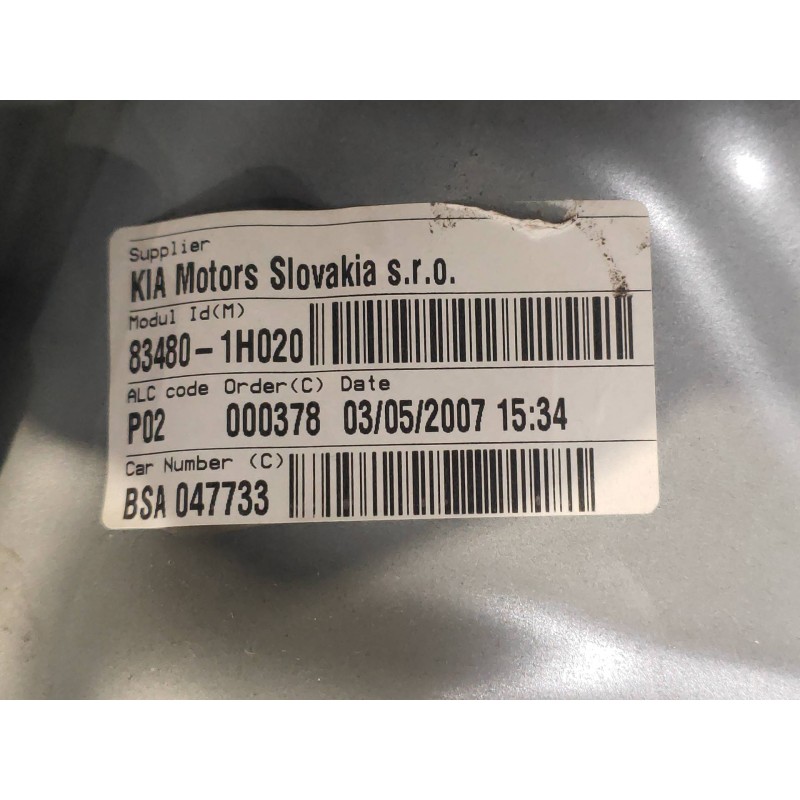 Supplier
KIA Motors Slovakia s.r.o.
Modul Id(M)
83480-1H020
ALC code Order(C) Date
P02 000378 03/05/2007 15:34
Car Number (C)
BSA 047733